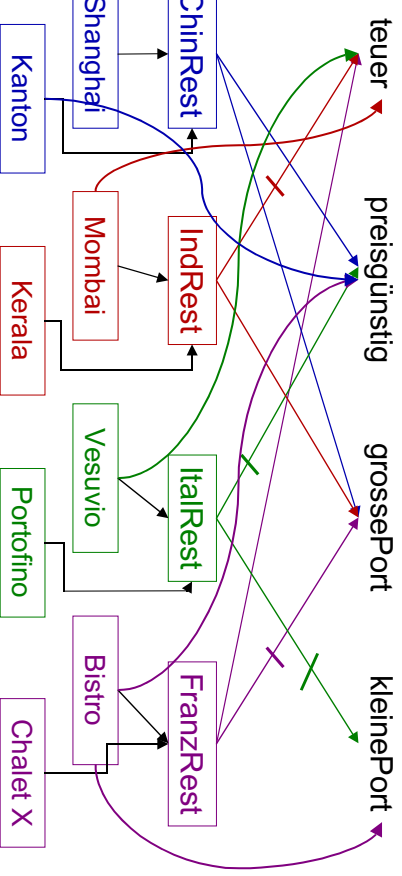 teuer
preisgünstig
grossePort
kleinePort
ChinRest
IndRest
ItalRest
FranzRest
Shanghai
Mombai
Vesuvio
Bistro
Kanton
Kerala
Portofino
Chalet X